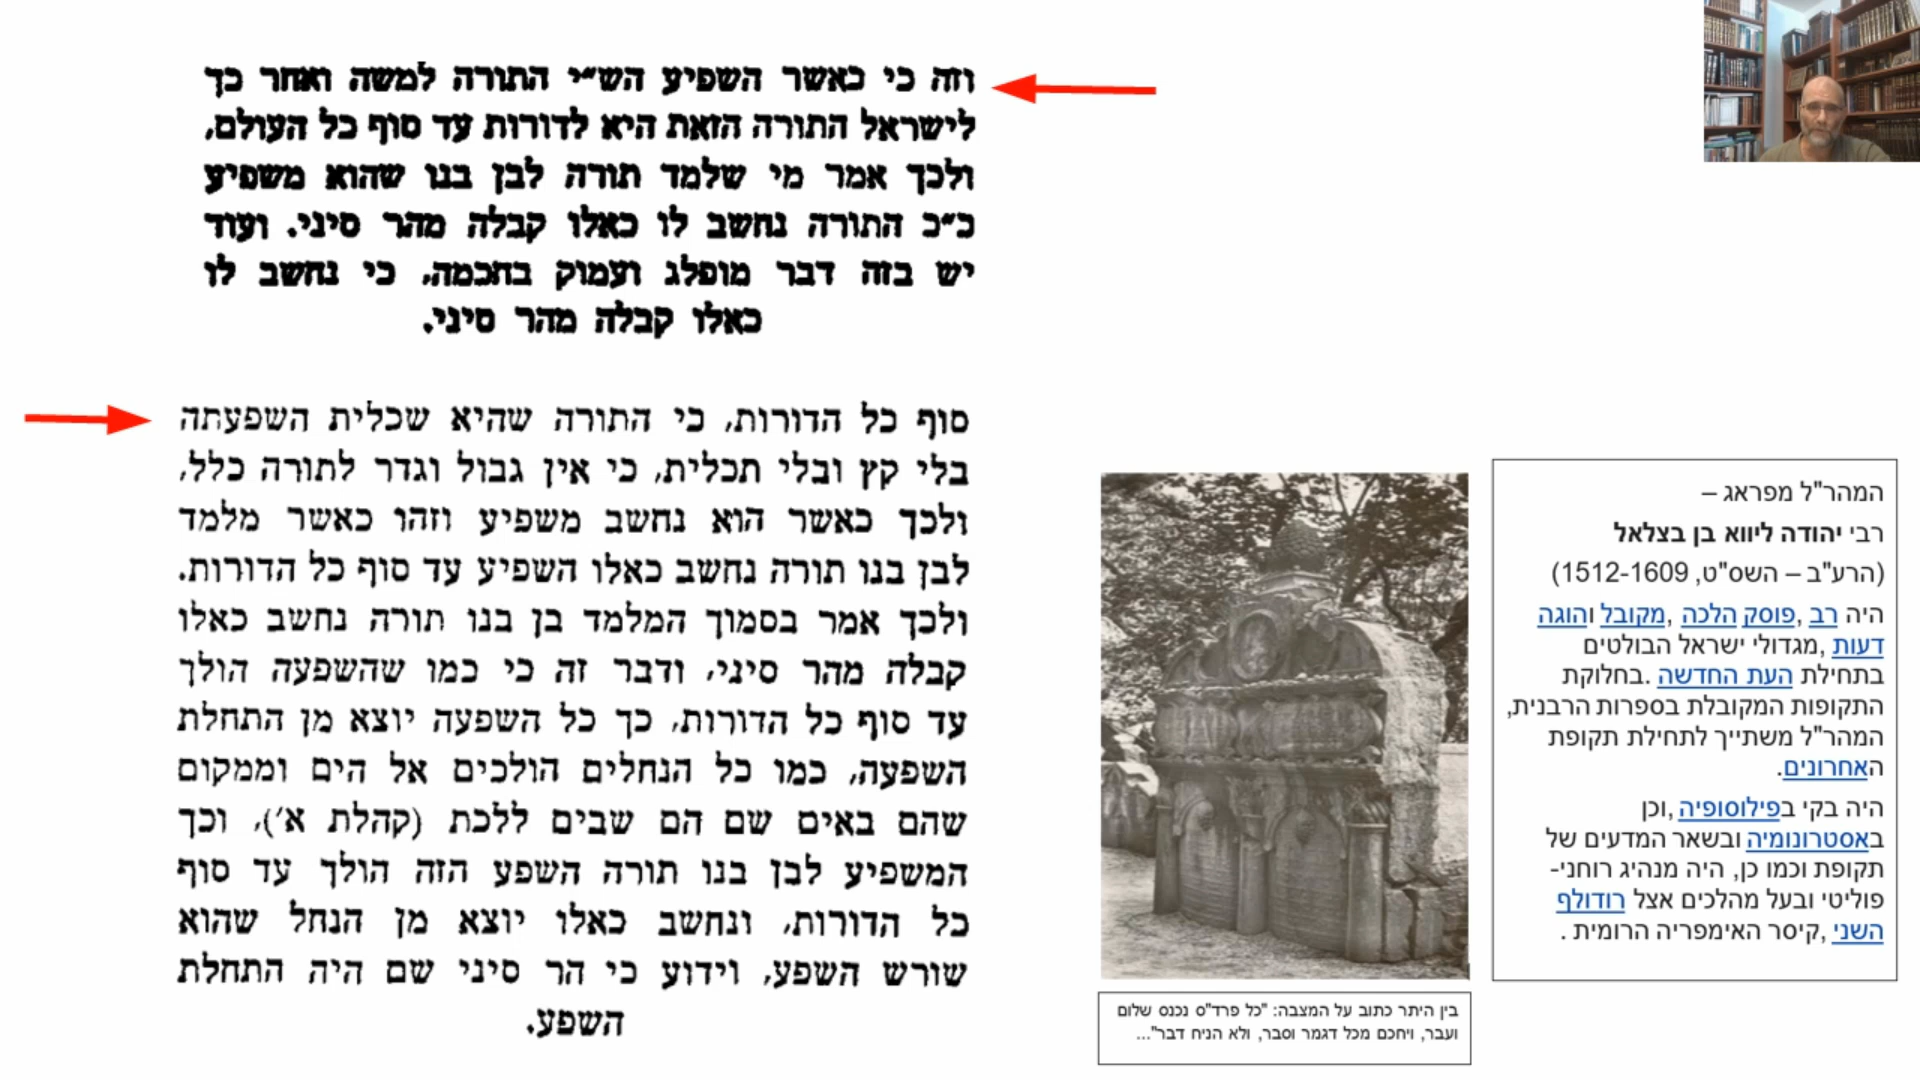 וזה כי כאשר השפיע הש״י התורה למשה ואחר כך
לישראל התורה הזאת היא לדורות עד סוף כל העולם,
ולכך אמר מי שלמד תורה לבן בנו שהוא משפיע
כ״כ התורה נחשב לו כאלו קבלה מהר סיני. ועוד
יש בזה דבר מופלג ועמוק בחכמה, כי נחשב לו
כאלו קבלה מהר סיני.
סוף כל הדורות, כי התורה שהיא שכלית השפעתה
בלי קץ ובלי תכלית, כי אין גבול וגדר לתורה כלל,
ולכך כאשר הוא נחשב משפיע וזהו כאשר מלמד
לבן בנו תורה נחשב כאלו השפיע עד סוף כל הדורות.
ולכך אמר בסמוך המלמד בן בנו תורה נחשב כאלו
קבלה מהר סיני, ודבר זה כי כמו שהשפעה הולך
עד סוף כל הדורות, כך כל השפעה יוצא מן התחלת
השפעה, כמו כל הנחלים הולכים אל הים וממקום
שהם באים שם הם שבים ללכת (קהלת א׳), וכך
המשפיע לבן בנו תורה השפע הזה הולך עד סוף
כל הדורות, ונחשב כאלו יוצא מן הנחל שהוא
שורש השפע, וידוע כי הר סיני שם היה התחלת
השפע.
המהר"ל מפראג –
רבי יהודה ליווא בן בצלאל
(הרע"ב – השס"ט, 1512-1609)
היה רב ,פוסק הלכה ,מקובל והוגה
דעות ,מגדולי ישראל הבולטים
בתחילת העת החדשה .בחלוקת
התקופות המקובלת בספרות הרבנית,
המהר"ל משתייך לתחילת תקופת
האחרונים.
היה בקי בפילוסופיה ,וכן
באסטרונומיה ובשאר המדעים של
תקופת וכמו כן, היה מנהיג רוחני-
פוליטי ובעל מהלכים אצל רודולף
השני ,קיסר האימפריה הרומית .
בין היתר כתוב על המצבה: "כל פרד"ס נכנס שלום
ועבר, ויחכם מכל דגמר וסבר, ולא הניח דבר"...